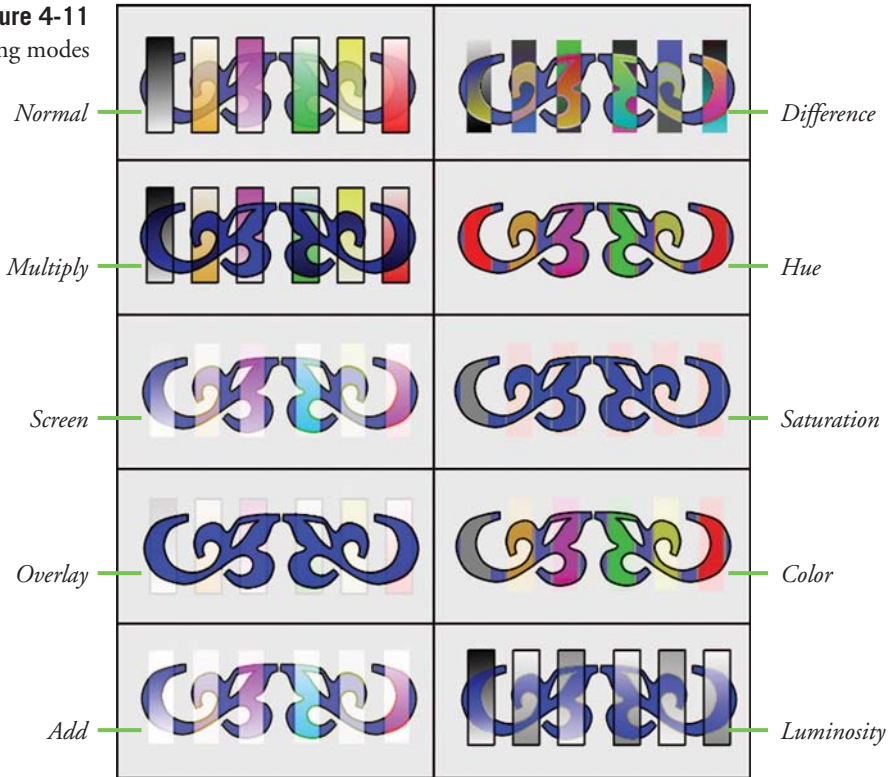 ure 4-11
ng modes
Normal
Difference
Multiply
Hue
Screen
Saturation
Overlay
Color
Add
Luminosity